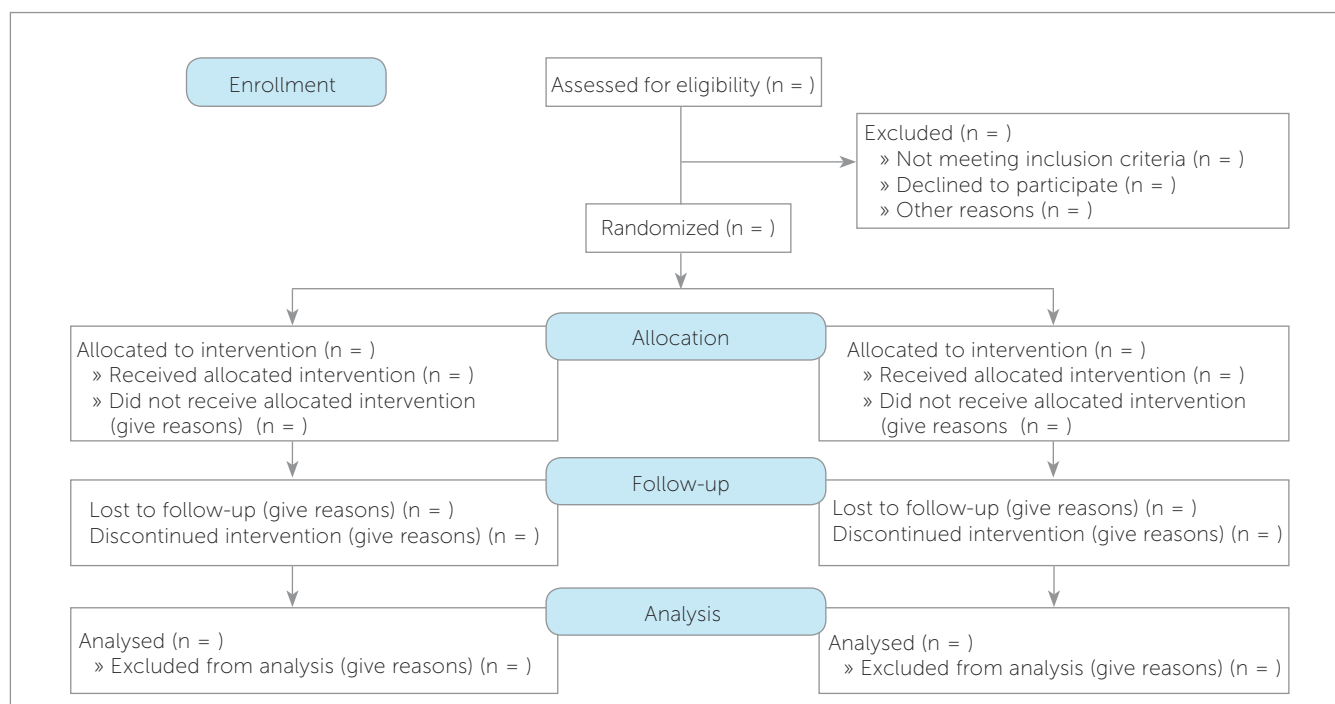 Enrollment
Assessed for eligibility (n = )
Excluded (n = )
» Not meeting inclusion criteria (n = )
» Declined to participate (n = )
» Other reasons (n = )
Randomized (n = )
Allocation
Allocated to intervention (n = )
» Received allocated intervention (n = )
» Did not receive allocated intervention
(give reasons)  (n = )
Allocated to intervention (n = )
» Received allocated intervention (n = )
» Did not receive allocated intervention
(give reasons  (n = )
Follow-up
Lost to follow-up (give reasons) (n = )
Discontinued intervention (give reasons) (n = )
Lost to follow-up (give reasons) (n = )
Discontinued intervention (give reasons) (n = )
Analysis
Analysed (n = )
» Excluded from analysis (give reasons) (n = )
Analysed (n = )
» Excluded from analysis (give reasons) (n = )